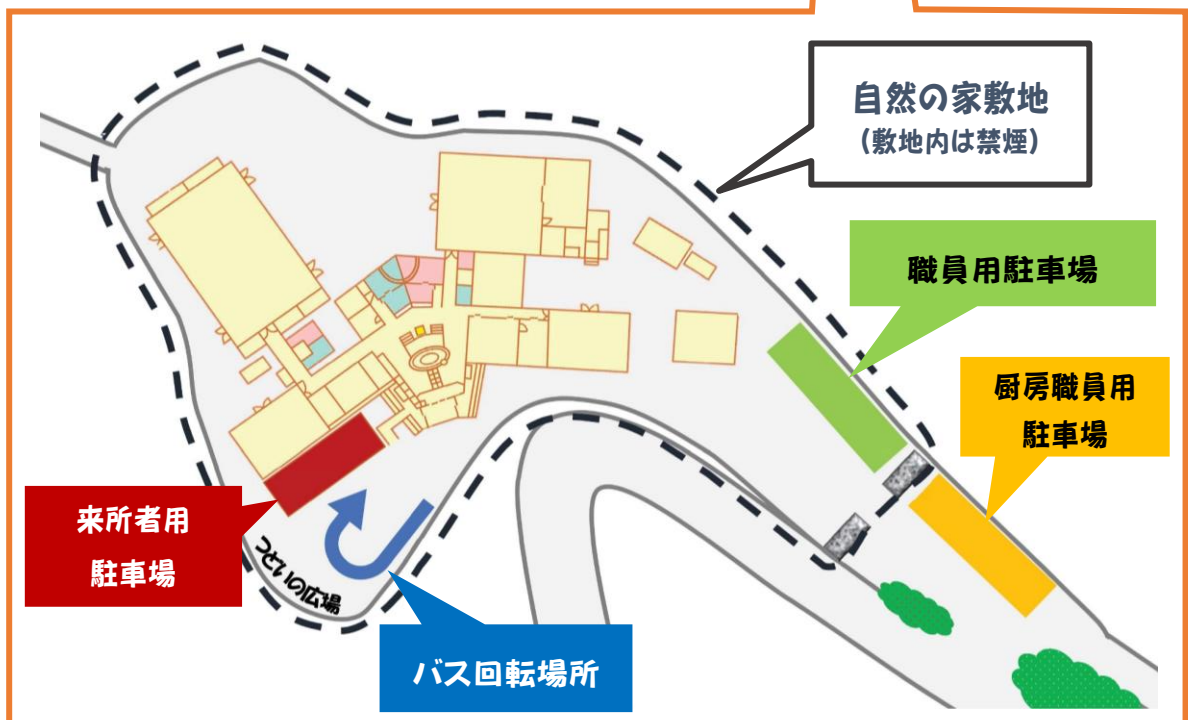 自然の家敷地
(敷地内は禁煙)
職員用駐車場
厨房職員用
駐車場
来所者用
駐車場
つどいの広場
バス回転場所